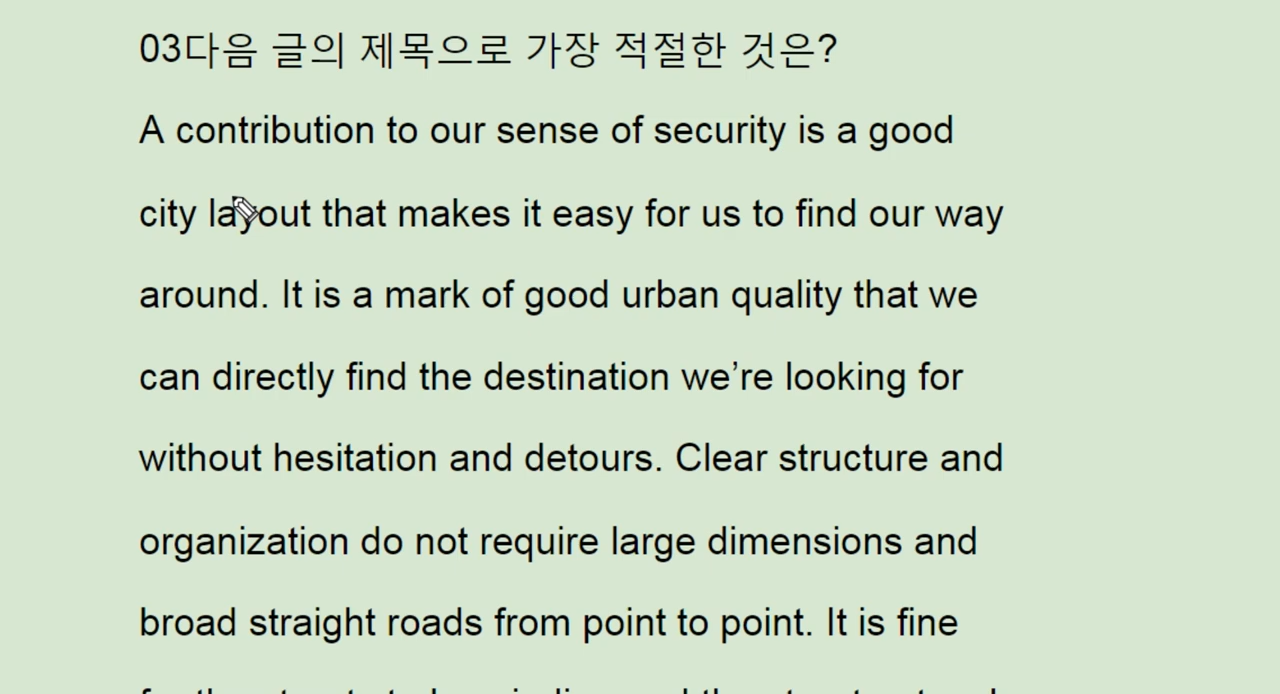 03다음 글의 제목으로 가장 적절한 것은?
A contribution to our sense of security is a good
city layout that makes it easy for us to find our way
around. It is a mark of good urban quality that we
can directly find the destination we’re looking for
without hesitation and detours. Clear structure and
organization do not require large dimensions and
broad straight roads from point to point. It is fine